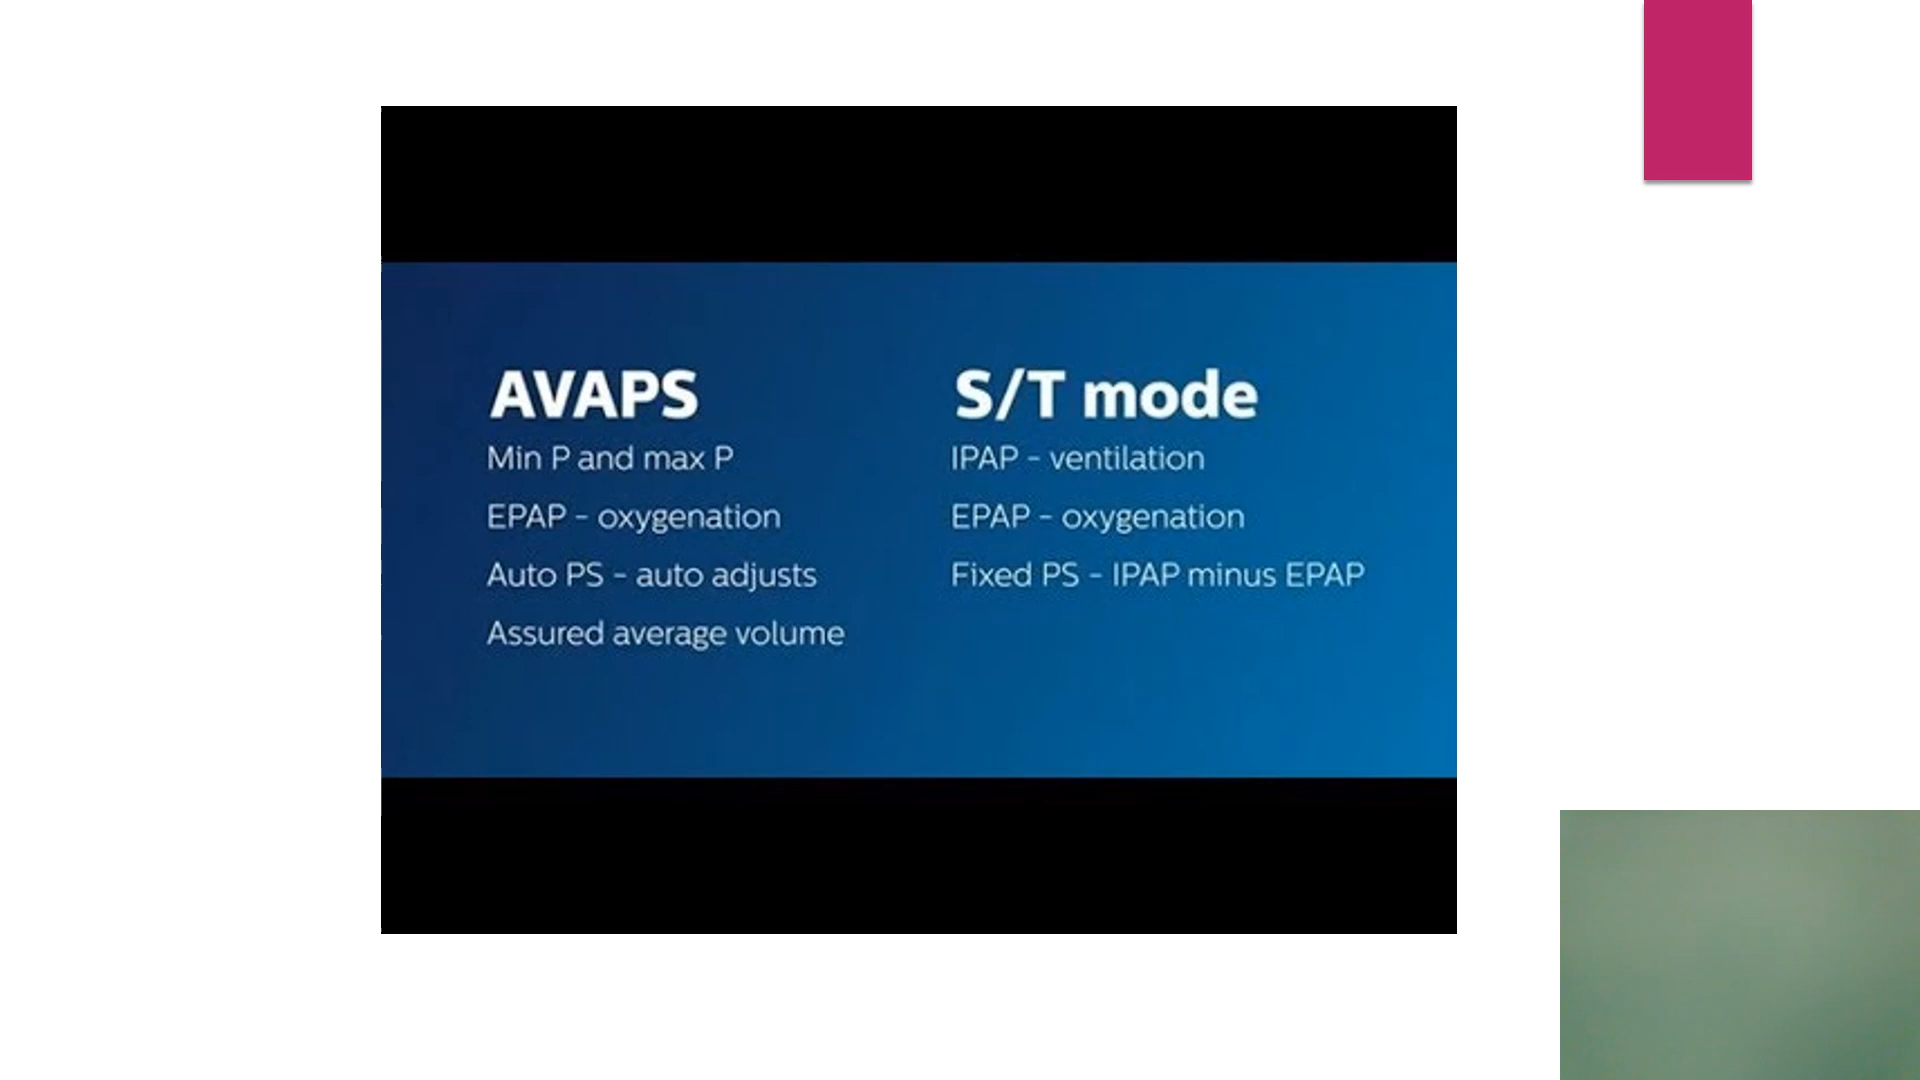 AVAPS
Min P and max P
EPAP - oxygenation
Auto PS - auto adjusts
Assured average volume
S/T mode
IPAP - ventilation
EPAP - oxygenation
Fixed PS - IPAP minus EPAP